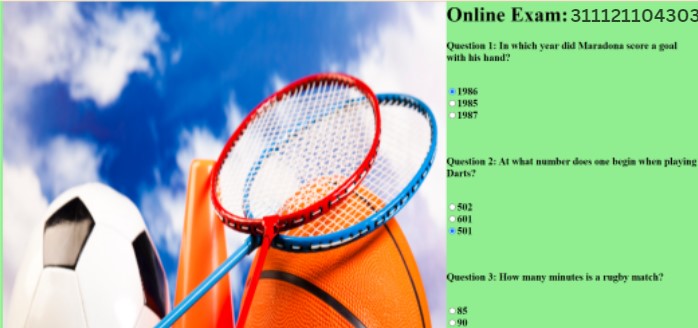 Online Exam: 311121104303
Question 1: In which year did Maradona score a goal
with his hand?
1986
1985
1987
Question 2: At what number does one begin when playing
Darts?
502
601
501
Question 3: How many minutes is a rugby match?
85
90